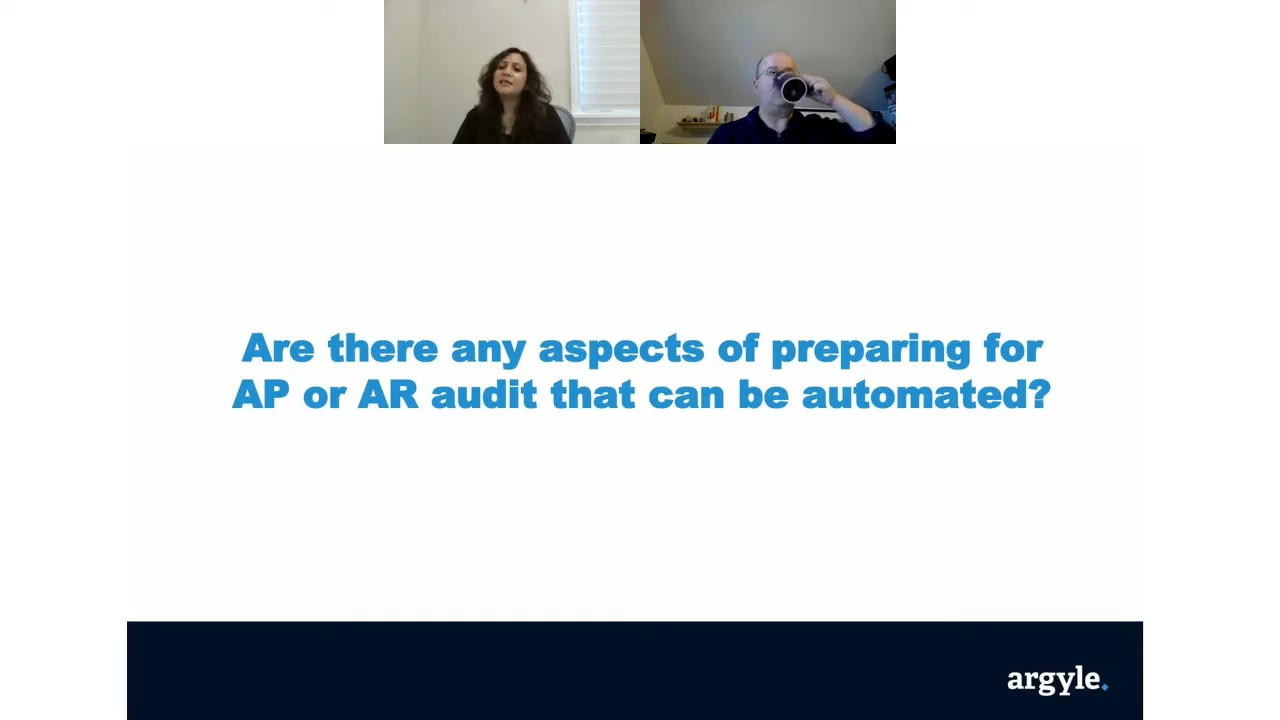 Are there any aspects of preparing for
AP or AR audit that can be automated?
argyle.